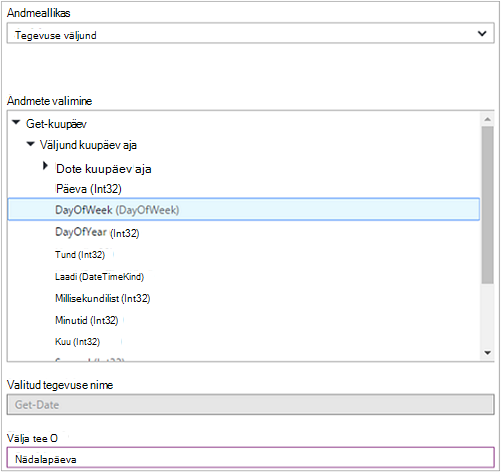 Andmeallikas
Tegevuse väljund
Andmete valimine
Get-kuupäev
Väljund kuupäev aja
Dote kuupäev aja
Päeva (Int32)
DayOfWeek (DayOfWeek)
DayOfYear (Int32)
Tund (Int32)
Laadi (DateTimeKind)
Millisekundilist (Int32)
Minutid (Int32)
Kuu (Int32)
Valitud tegevuse nime
Get-Date
Välja tee O
Nädalapäeva